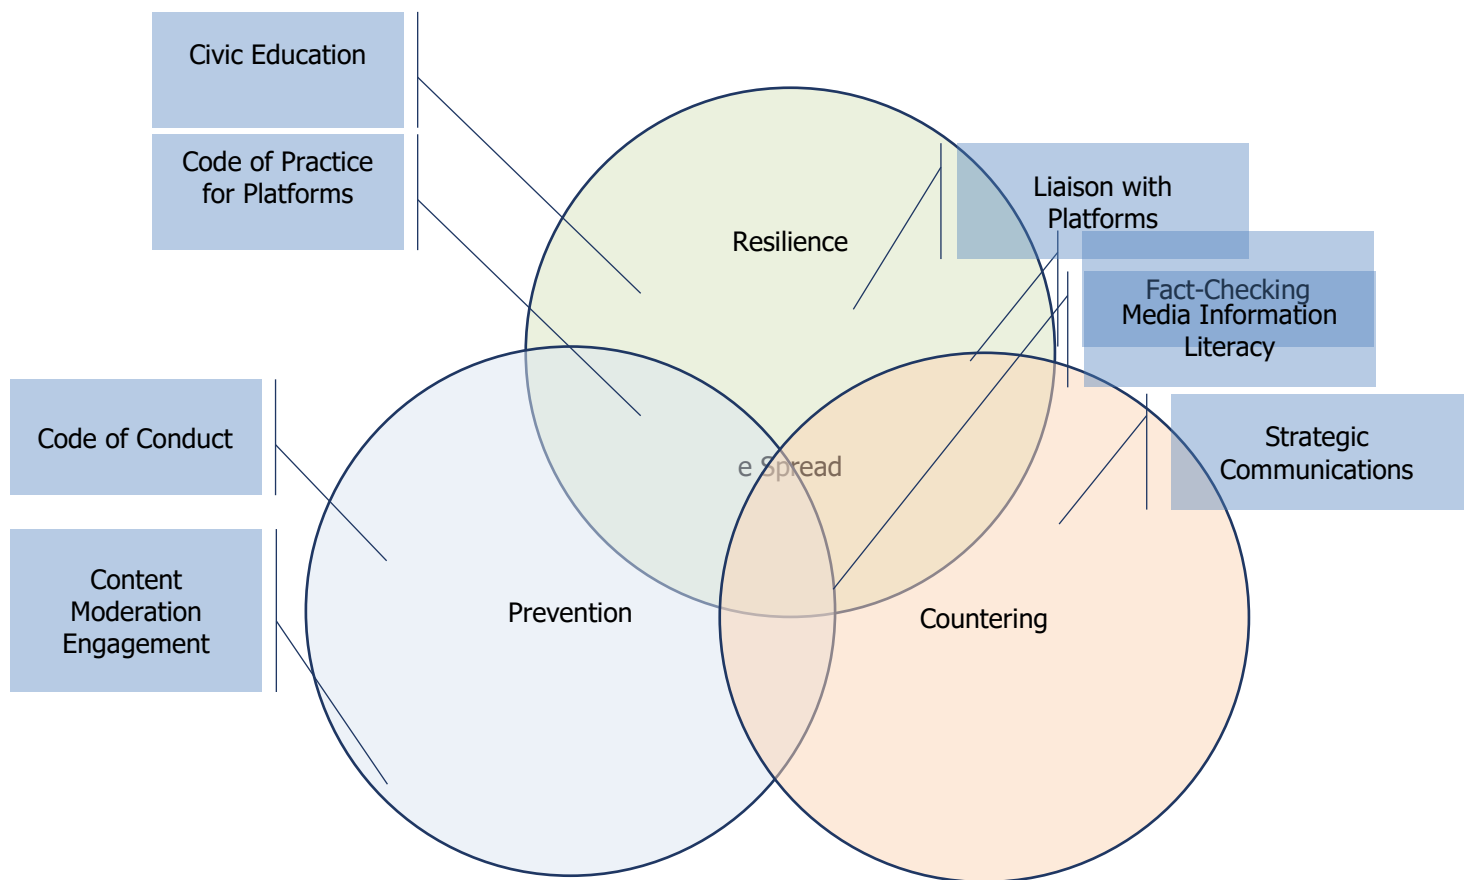 Civic Education
Code of Practice
for Platforms
Liaison with
Platforms
Resilience
Fact-Checking
Media Information
Literacy
Code of Conduct
Strategic
Communications
e Spread
Content
Moderation
Engagement
Prevention
Countering